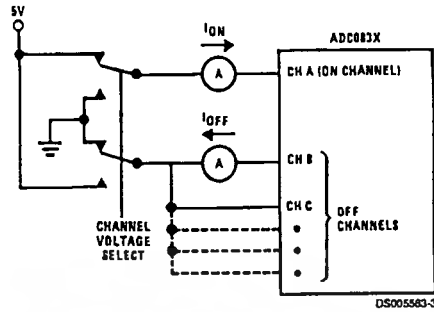 5V
ION
A
ADC083X
CH A (ON CHANNEL)
IOFF
A
CH B
CH C
OFF
CHANNELS
CHANNEL
VOLTAGE
SELECT
DS005583-3